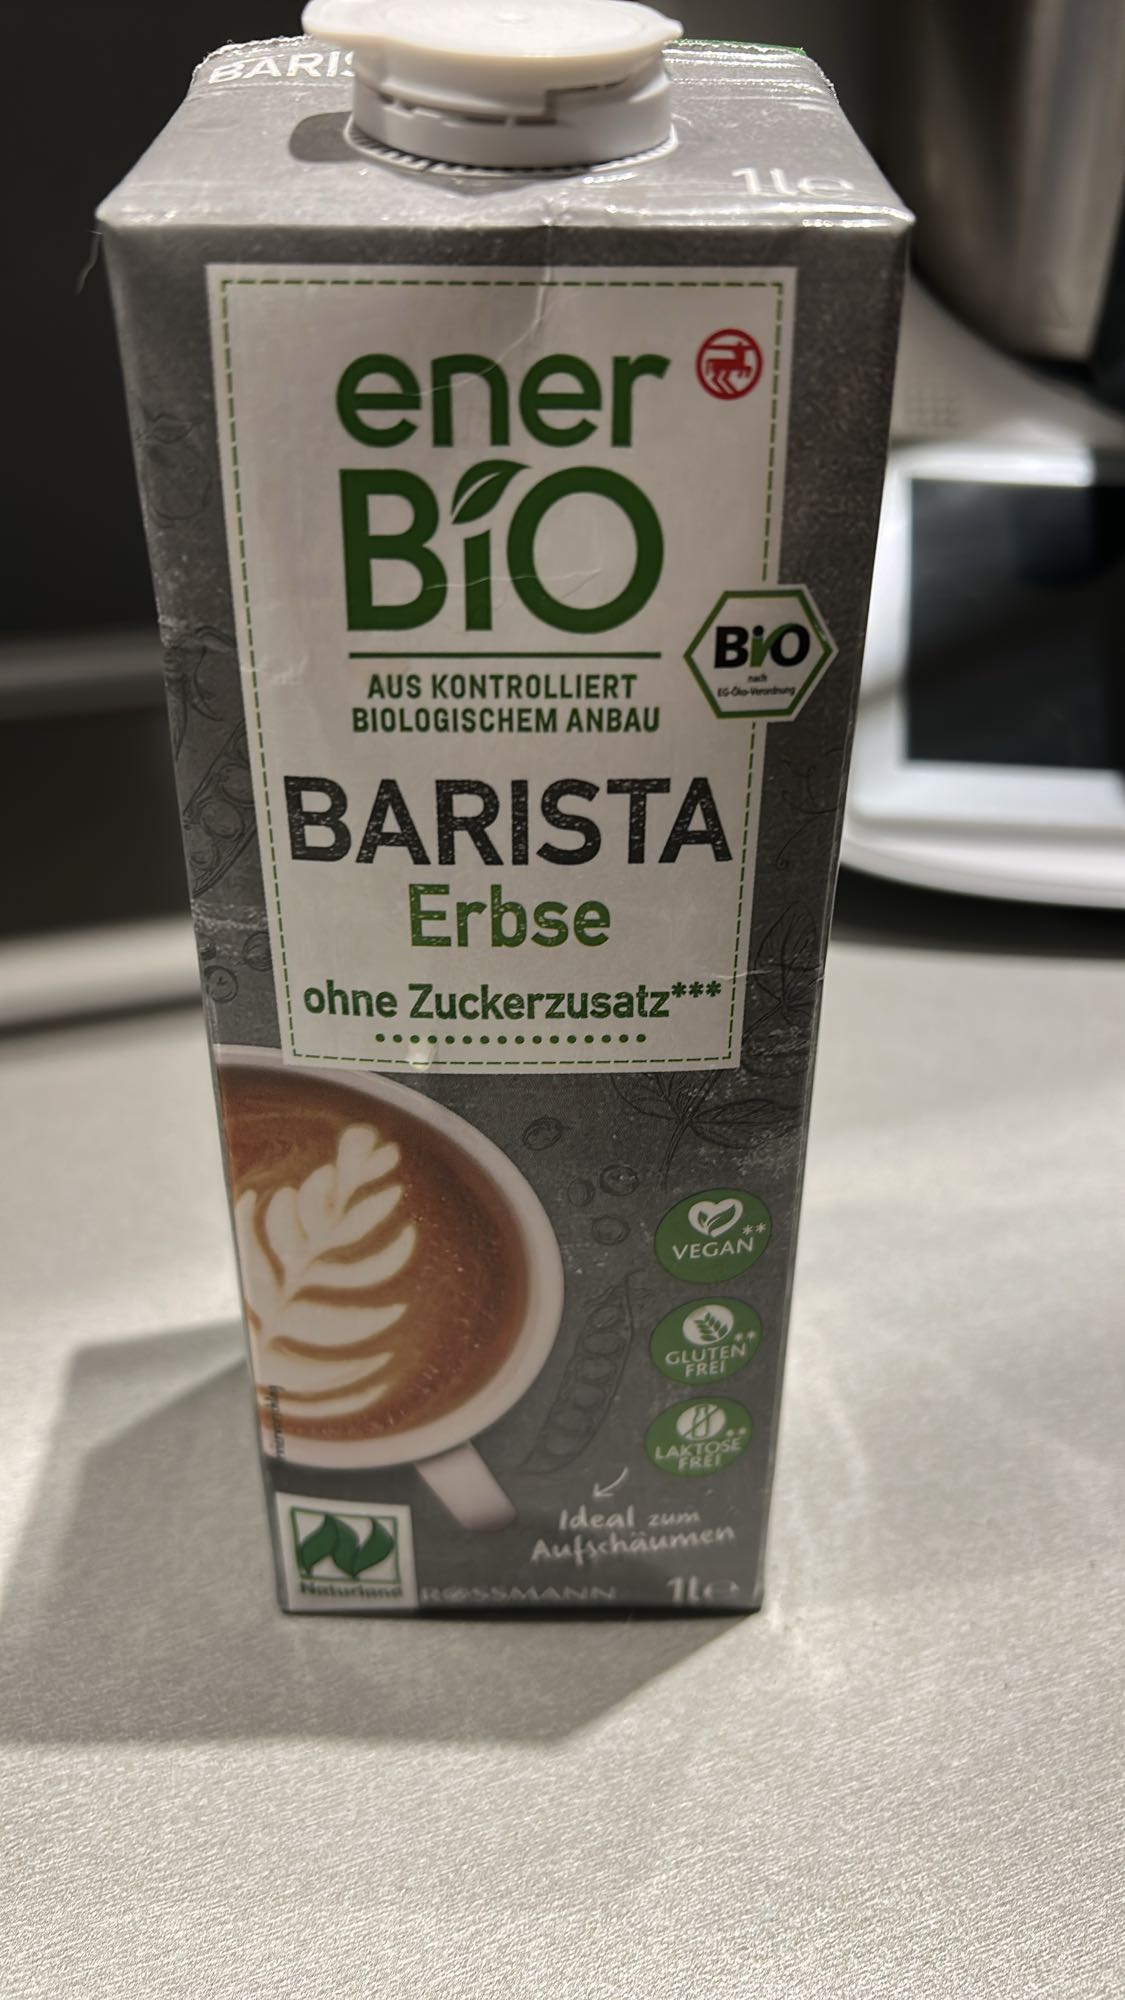 BARIS
1l e
ener
BiO
AUS KONTROLLIERT
BIOLOGISCHEM ANBAU
Bio
nach
EG-Öko-Verordnung
BARISTA
Erbse
ohne Zuckerzusatz***
VEGAN**
GLUTEN**
FREI
LAKTOSE**
FREI
Ideal zum
Aufschäumen
Naturland
ROSSMANN
1l e